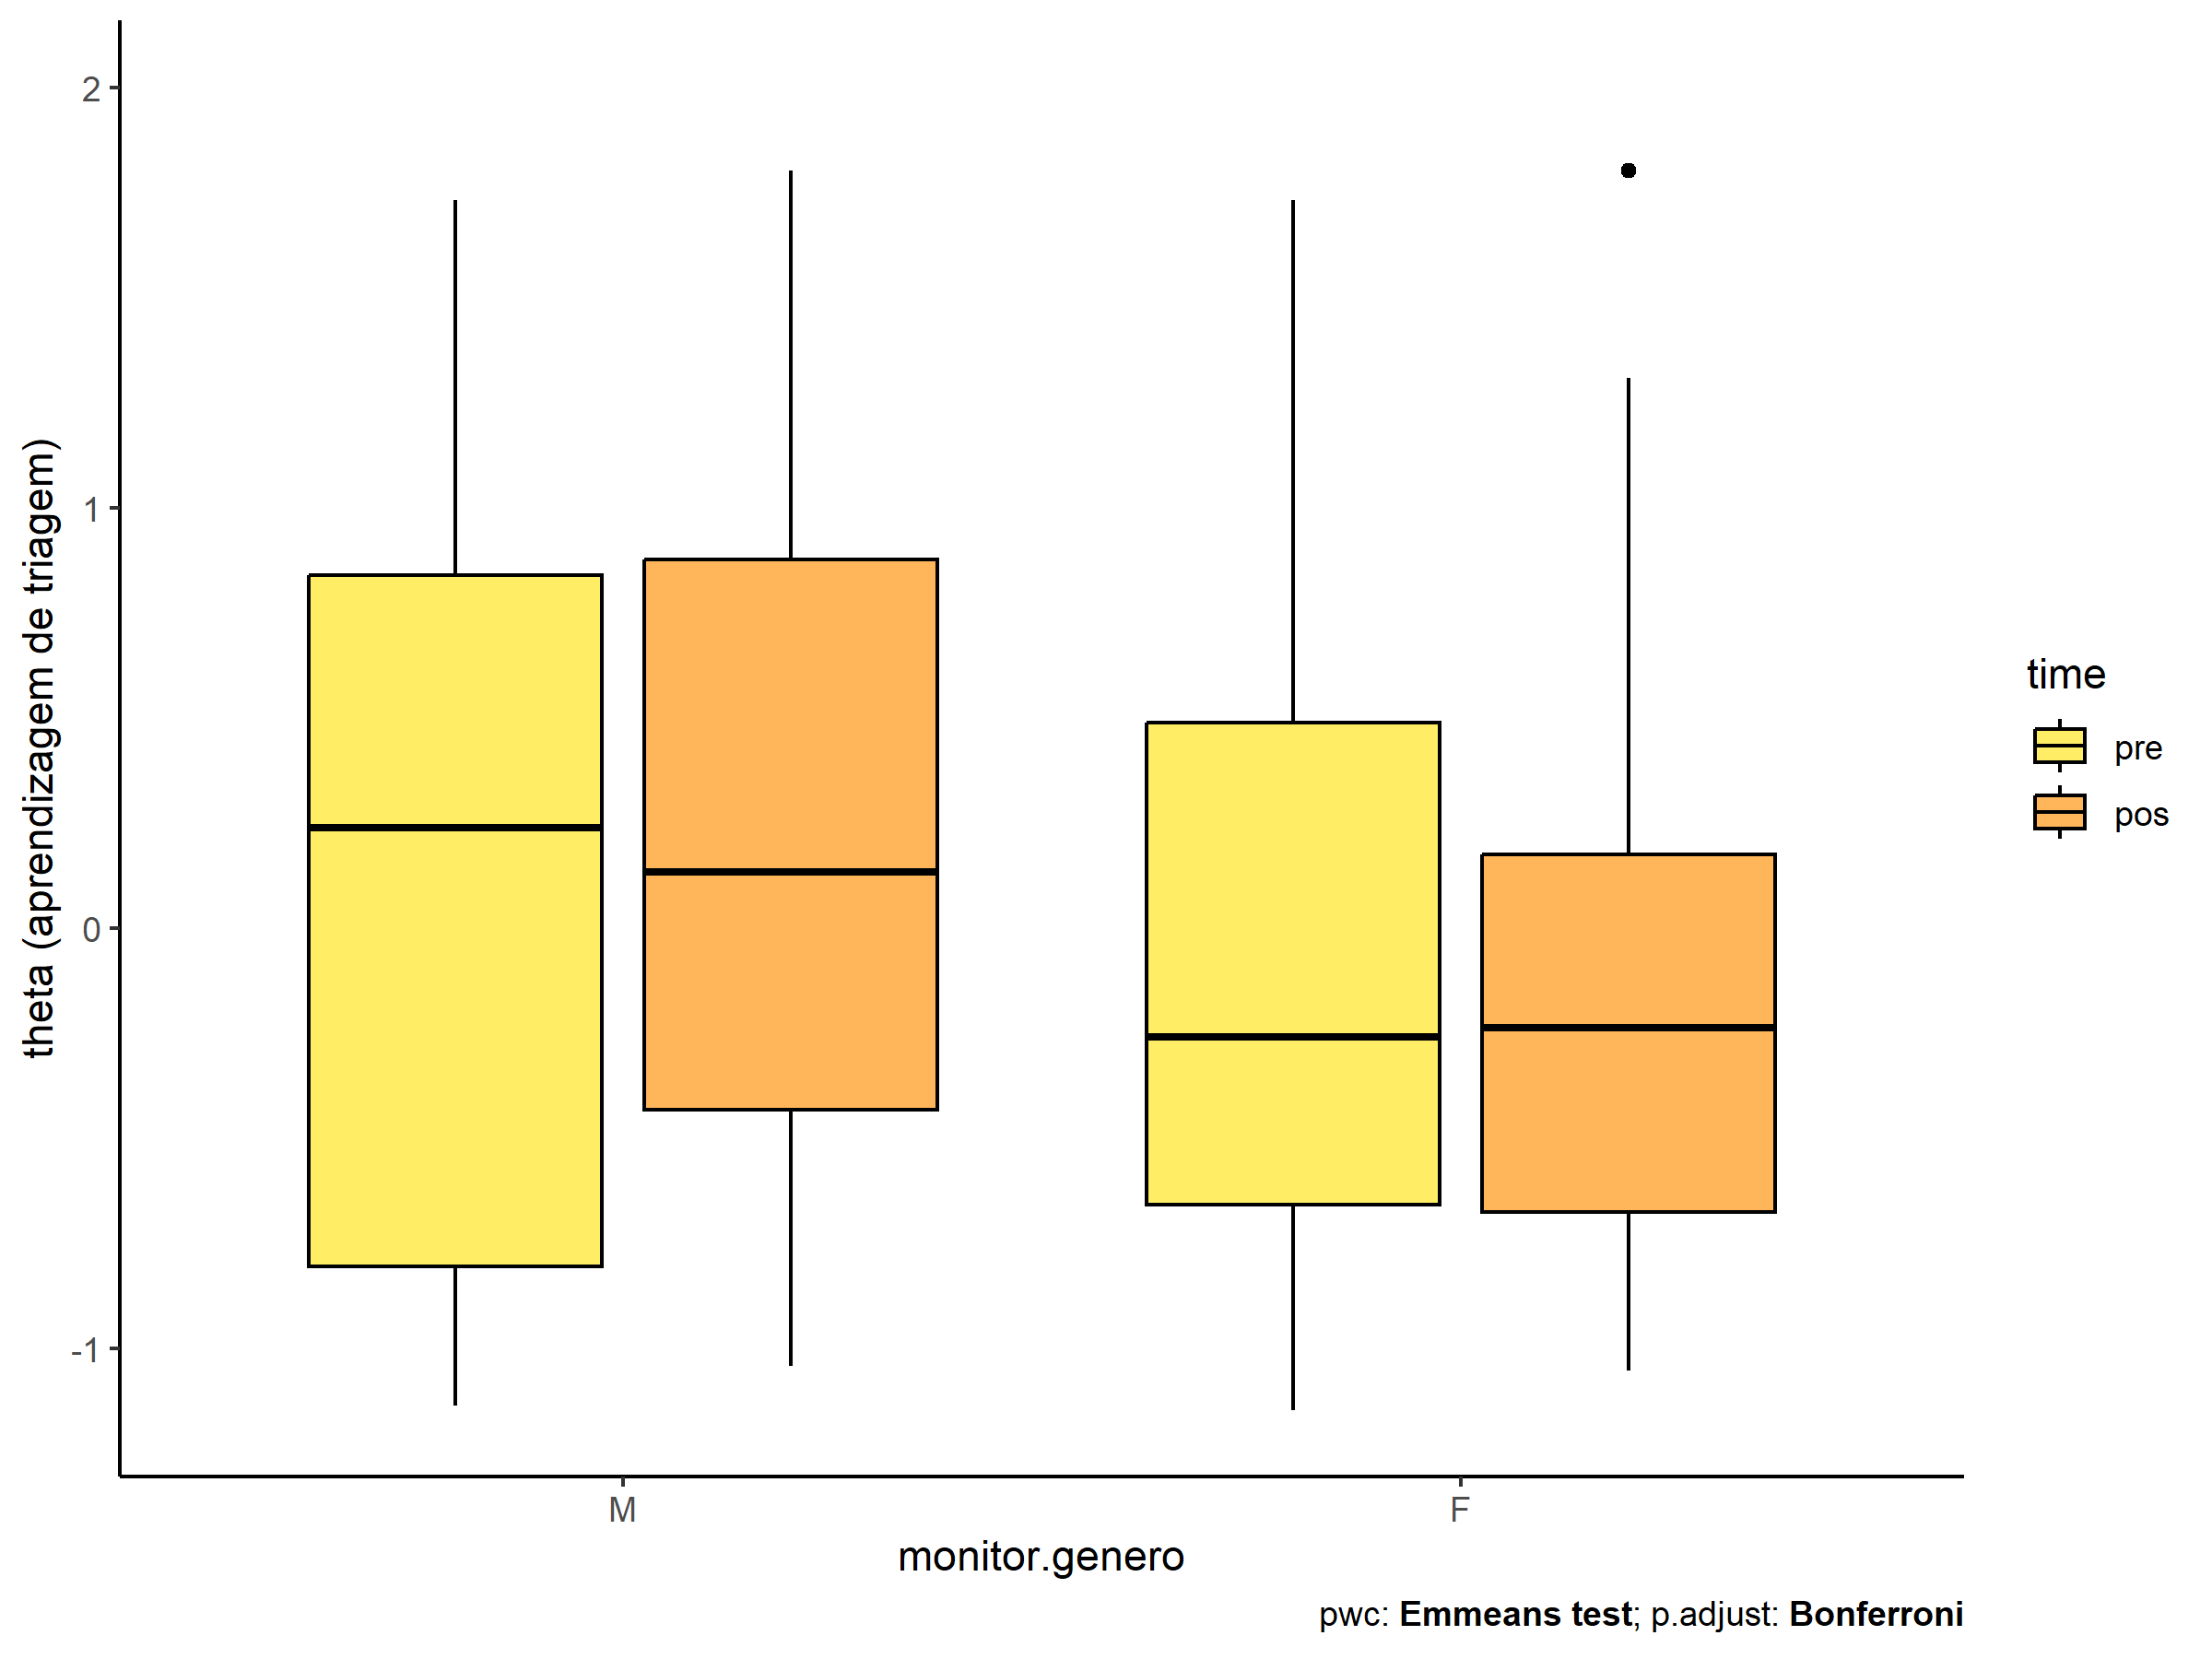 theta (aprendizagem de triagem)
2
1
0
-1
M
F
monitor.genero
pwc: Emmeans test; p.adjust: Bonferroni
time
pre
pos